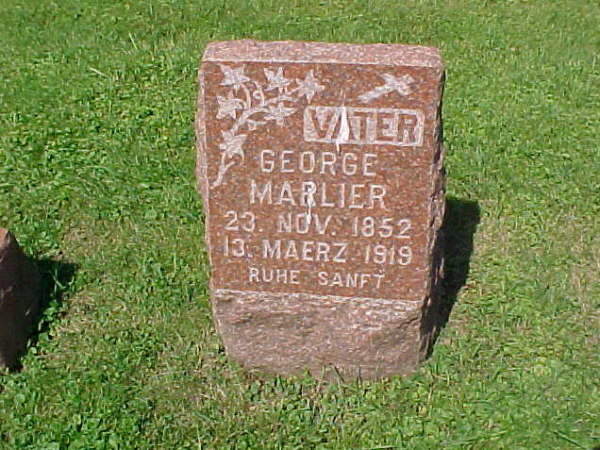 VATER
GEORGE
MARLIER
23. NOV. 1852
13. MAERZ 1919
RUHE SANFT